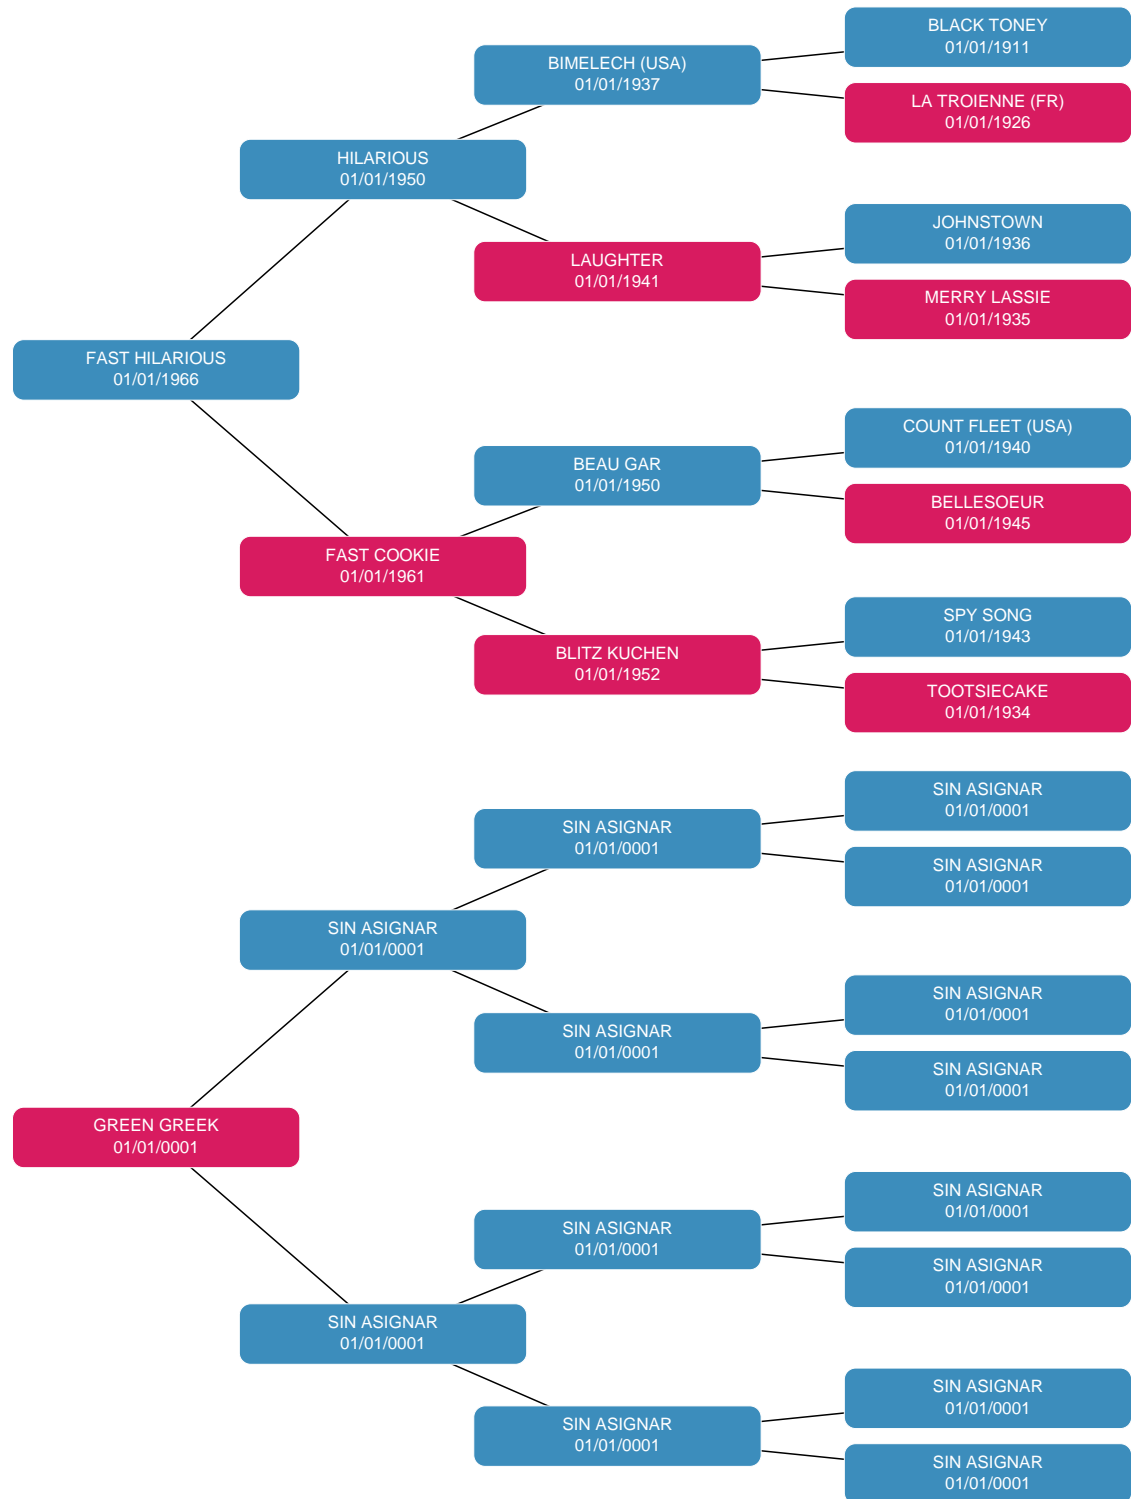 BLACK TONEY
01/01/1911
BIMELECH (USA)
01/01/1937
LA TROIENNE (FR)
01/01/1926
HILARIOUS
01/01/1950
JOHNSTOWN
01/01/1936
LAUGHTER
01/01/1941
MERRY LASSIE
01/01/1935
FAST HILARIOUS
01/01/1966
COUNT FLEET (USA)
01/01/1940
BEAU GAR
01/01/1950
BELLESOEUR
01/01/1945
FAST COOKIE
01/01/1961
SPY SONG
01/01/1943
BLITZ KUCHEN
01/01/1952
TOOTSIECAKE
01/01/1934
SIN ASIGNAR
01/01/0001
SIN ASIGNAR
01/01/0001
SIN ASIGNAR
01/01/0001
SIN ASIGNAR
01/01/0001
SIN ASIGNAR
01/01/0001
SIN ASIGNAR
01/01/0001
SIN ASIGNAR
01/01/0001
GREEN GREEK
01/01/0001
SIN ASIGNAR
01/01/0001
SIN ASIGNAR
01/01/0001
SIN ASIGNAR
01/01/0001
SIN ASIGNAR
01/01/0001
SIN ASIGNAR
01/01/0001
SIN ASIGNAR
01/01/0001
SIN ASIGNAR
01/01/0001